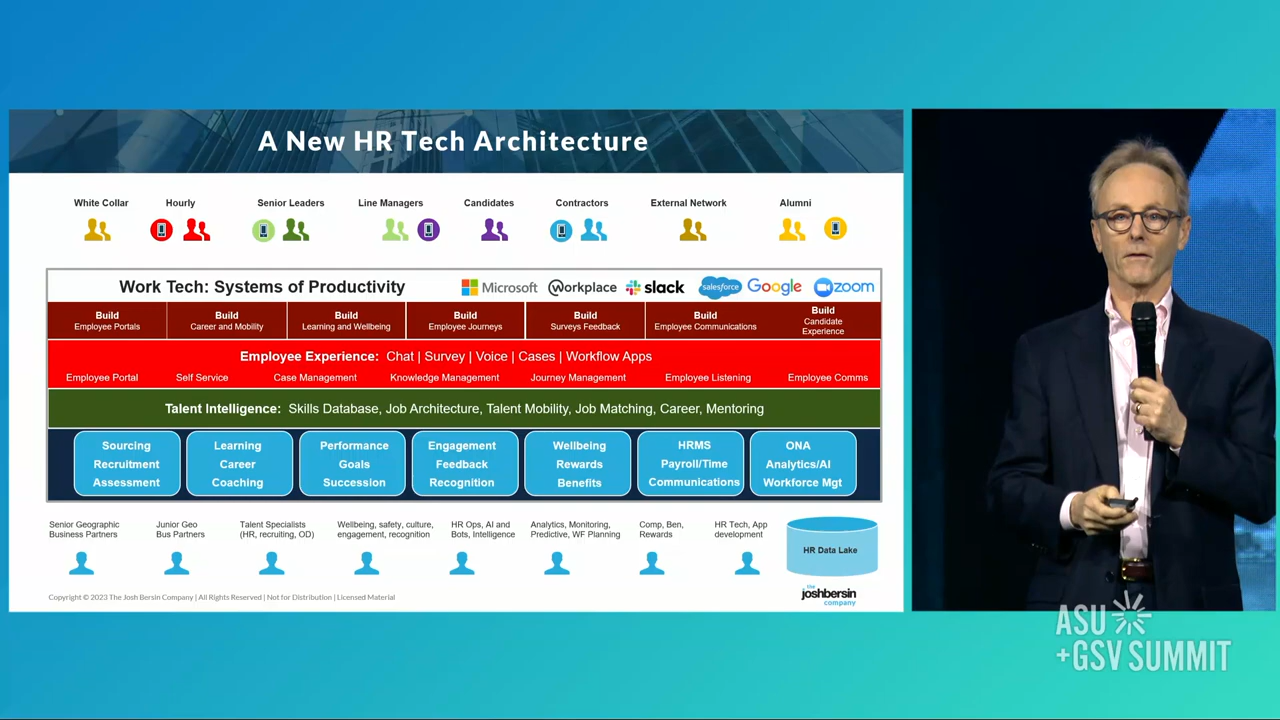 A New HR Tech Architecture
White Collar
Hourly
Senior Leaders
Line Managers
Candidates
Contractors
External Network
Alumni
Work Tech: Systems of Productivity
Microsoft
Workplace
slack
salesforce
Google
zoom
Build
Employee Portals
Build
Career and Mobility
Build
Learning and Wellbeing
Build
Employee Journeys
Build
Surveys Feedback
Build
Employee Communications
Build
Candidate
Experience
Employee Experience: Chat | Survey | Voice | Cases | Workflow Apps
Employee Portal
Self Service
Case Management
Knowledge Management
Journey Management
Employee Listening
Employee Comms
Talent Intelligence: Skills Database, Job Architecture, Talent Mobility, Job Matching, Career, Mentoring
Sourcing
Recruitment
Assessment
Learning
Career
Coaching
Performance
Goals
Succession
Engagement
Feedback
Recognition
Wellbeing
Rewards
Benefits
HRMS
Payroll/Time
Communications
ONA
Analytics/AI
Workforce Mgt
Senior Geographic
Business Partners
Junior Geo
Bus Partners
Talent Specialists
(HR, recruiting, OD)
Wellbeing, safety, culture,
engagement, recognition
HR Ops, AI and
Bots, Intelligence
Analytics, Monitoring,
Predictive, WF Planning
Comp, Ben,
Rewards
HR Tech, App
development
HR Data Lake
Copyright © 2023 The Josh Bersin Company | All Rights Reserved | Not for Distribution | Licensed Material
the
joshbersin
company
ASU
+GSV SUMMIT